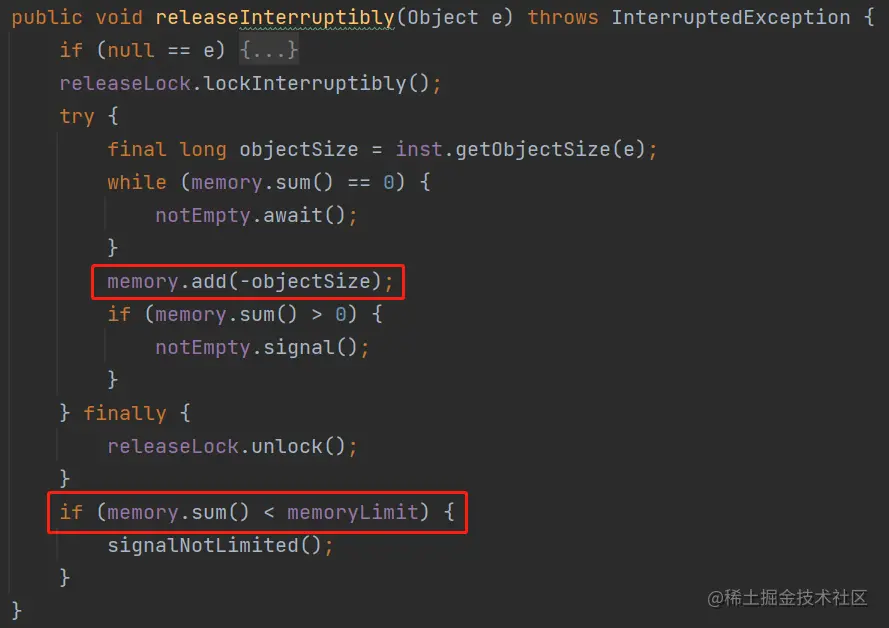 public void releaseInterruptibly(Object e) throws InterruptedException {
    if (null == e) {...}
    releaseLock.lockInterruptibly();
    try {
        final long objectSize = inst.getObjectSize(e);
        while (memory.sum() == 0) {
            notEmpty.await();
        }
        memory.add(-objectSize);
        if (memory.sum() > 0) {
            notEmpty.signal();
        }
    } finally {
        releaseLock.unlock();
    }
    if (memory.sum() < memoryLimit) {
        signalNotLimited();
    }
}
@稀土掘金技术社区